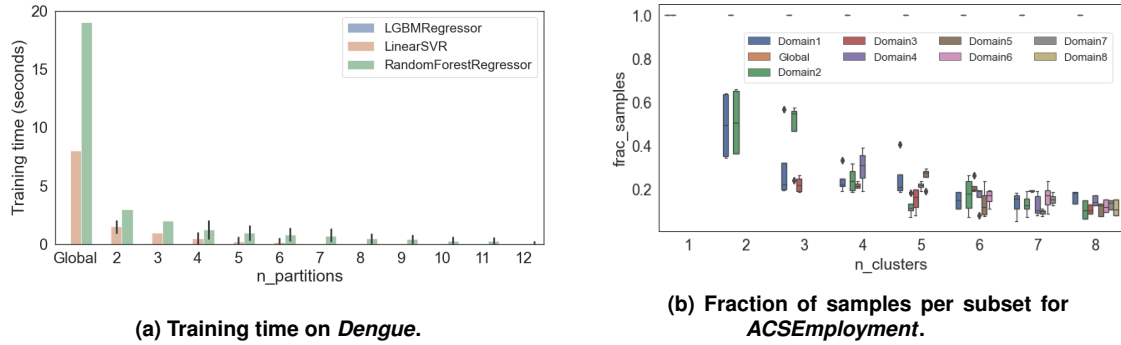 20
15
10
5
0
Training time (seconds)
LGBMRegressor
LinearSVR
RandomForestRegressor
Global 2 3 4 5 6 7 8 9 10 11 12
n_partitions
(a) Training time on Dengue.
1.0
0.8
0.6
0.4
0.2
frac_samples
Domain1 Domain3 Domain5 Domain7
Global Domain4 Domain6 Domain8
Domain2
1 2 3 4 5 6 7 8
n_clusters
(b) Fraction of samples per subset for
ACSEmployment.